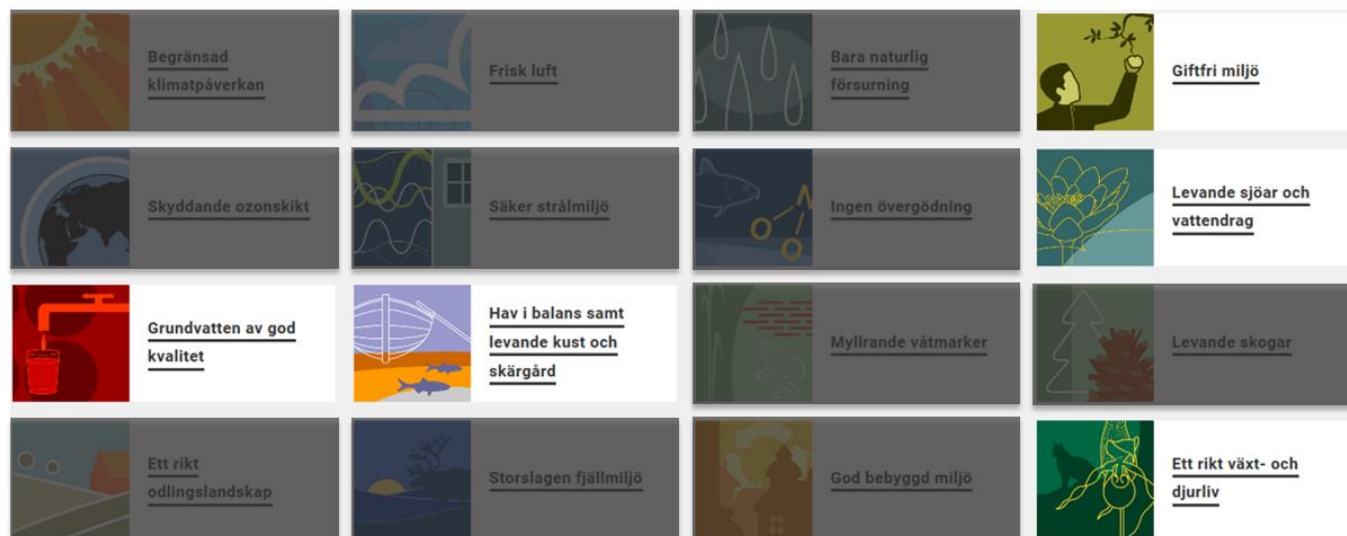 Begränsad
klimatpåverkan
Frisk luft
Bara naturlig
försurning
Giftfri miljö
Skyddande ozonskikt
Säker strålmiljö
Ingen övergödning
Levande sjöar och
vattendrag
Grundvatten av god
kvalitet
Hav i balans samt
levande kust och
skärgård
Myllrande våtmarker
Levande skogar
Ett rikt
odlingslandskap
Storslagen fjällmiljö
God bebyggd miljö
Ett rikt växt- och
djurliv